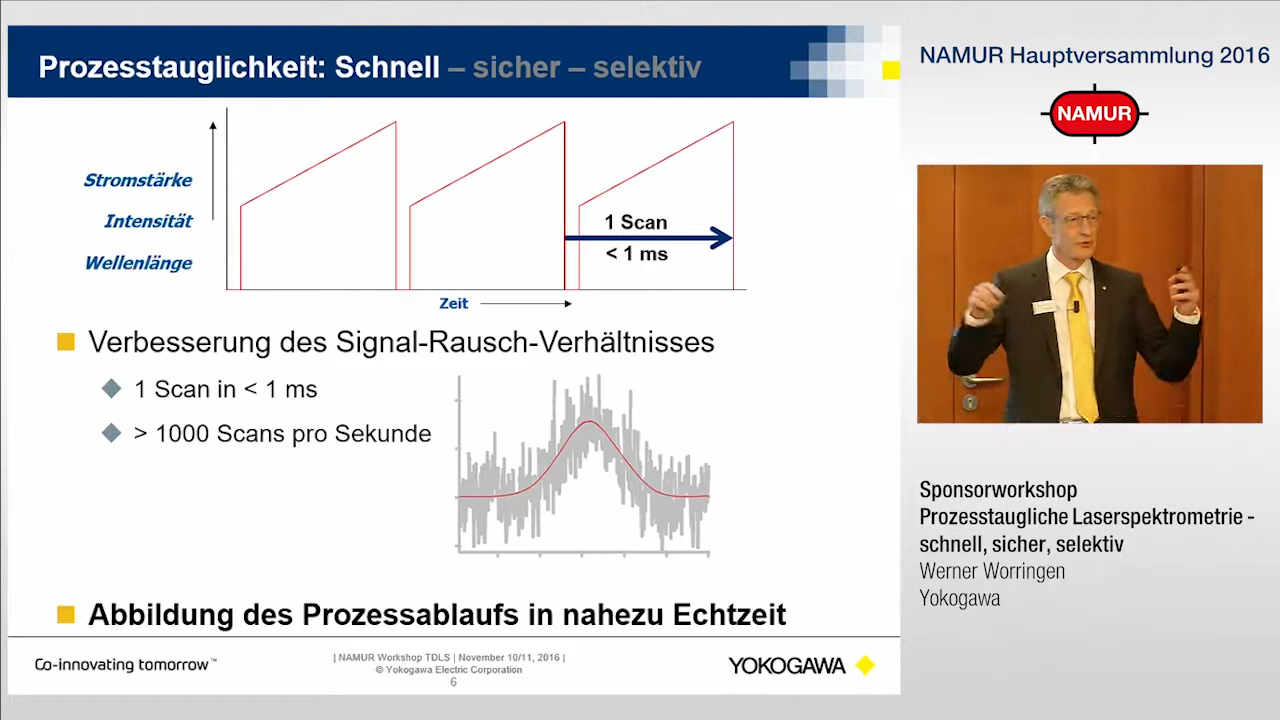 Prozesstauglichkeit: Schnell – sicher – selektiv
Stromstärke
Intensität
Wellenlänge
1 Scan
< 1 ms
Zeit
Verbesserung des Signal-Rausch-Verhältnisses
1 Scan in < 1 ms
> 1000 Scans pro Sekunde
Abbildung des Prozessablaufs in nahezu Echtzeit
Co-innovating tomorrow™
| NAMUR Workshop TDLS | November 10/11, 2016 |
© Yokogawa Electric Corporation
6
YOKOGAWA
NAMUR Hauptversammlung 2016
NAMUR
Sponsorworkshop
Prozesstaugliche Laserspektrometrie -
schnell, sicher, selektiv
Werner Worringen
Yokogawa